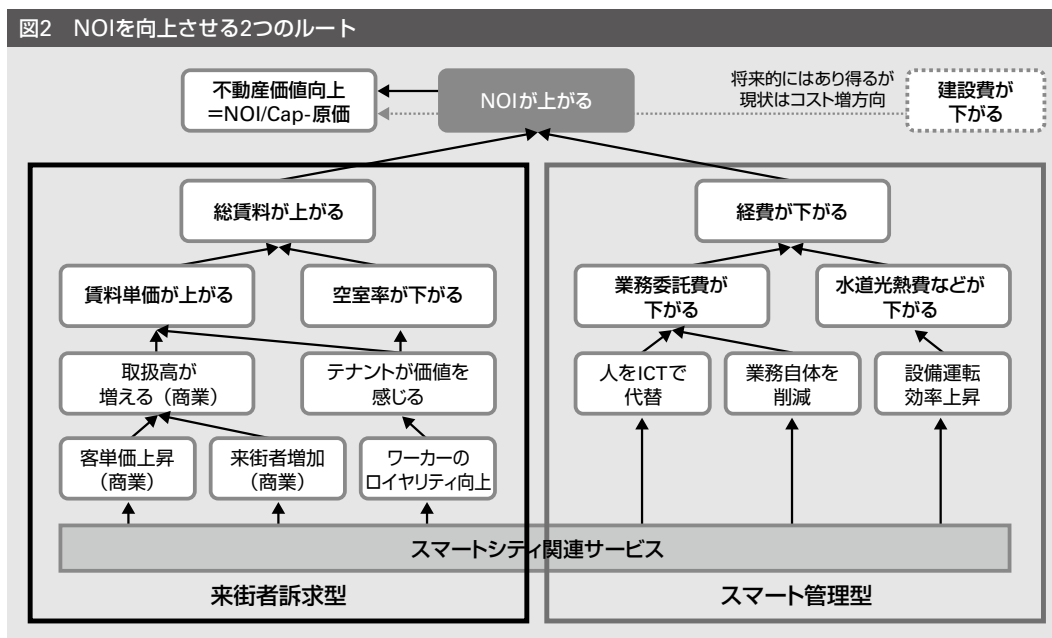 図2 NOIを向上させる2つのルート
不動産価値向上
=NOI/Cap-原価
NOIが上がる
将来的にはあり得るが
現状はコスト増方向
建設費が
下がる
総賃料が上がる
経費が下がる
賃料単価が上がる
空室率が下がる
業務委託費が
下がる
水道光熱費などが
下がる
取扱高が
増える（商業）
テナントが価値を
感じる
人をICTで
代替
業務自体を
削減
設備運転
効率上昇
客単価上昇
（商業）
来街者増加
（商業）
ワーカーの
ロイヤリティ向上
スマートシティ関連サービス
来街者訴求型
スマート管理型